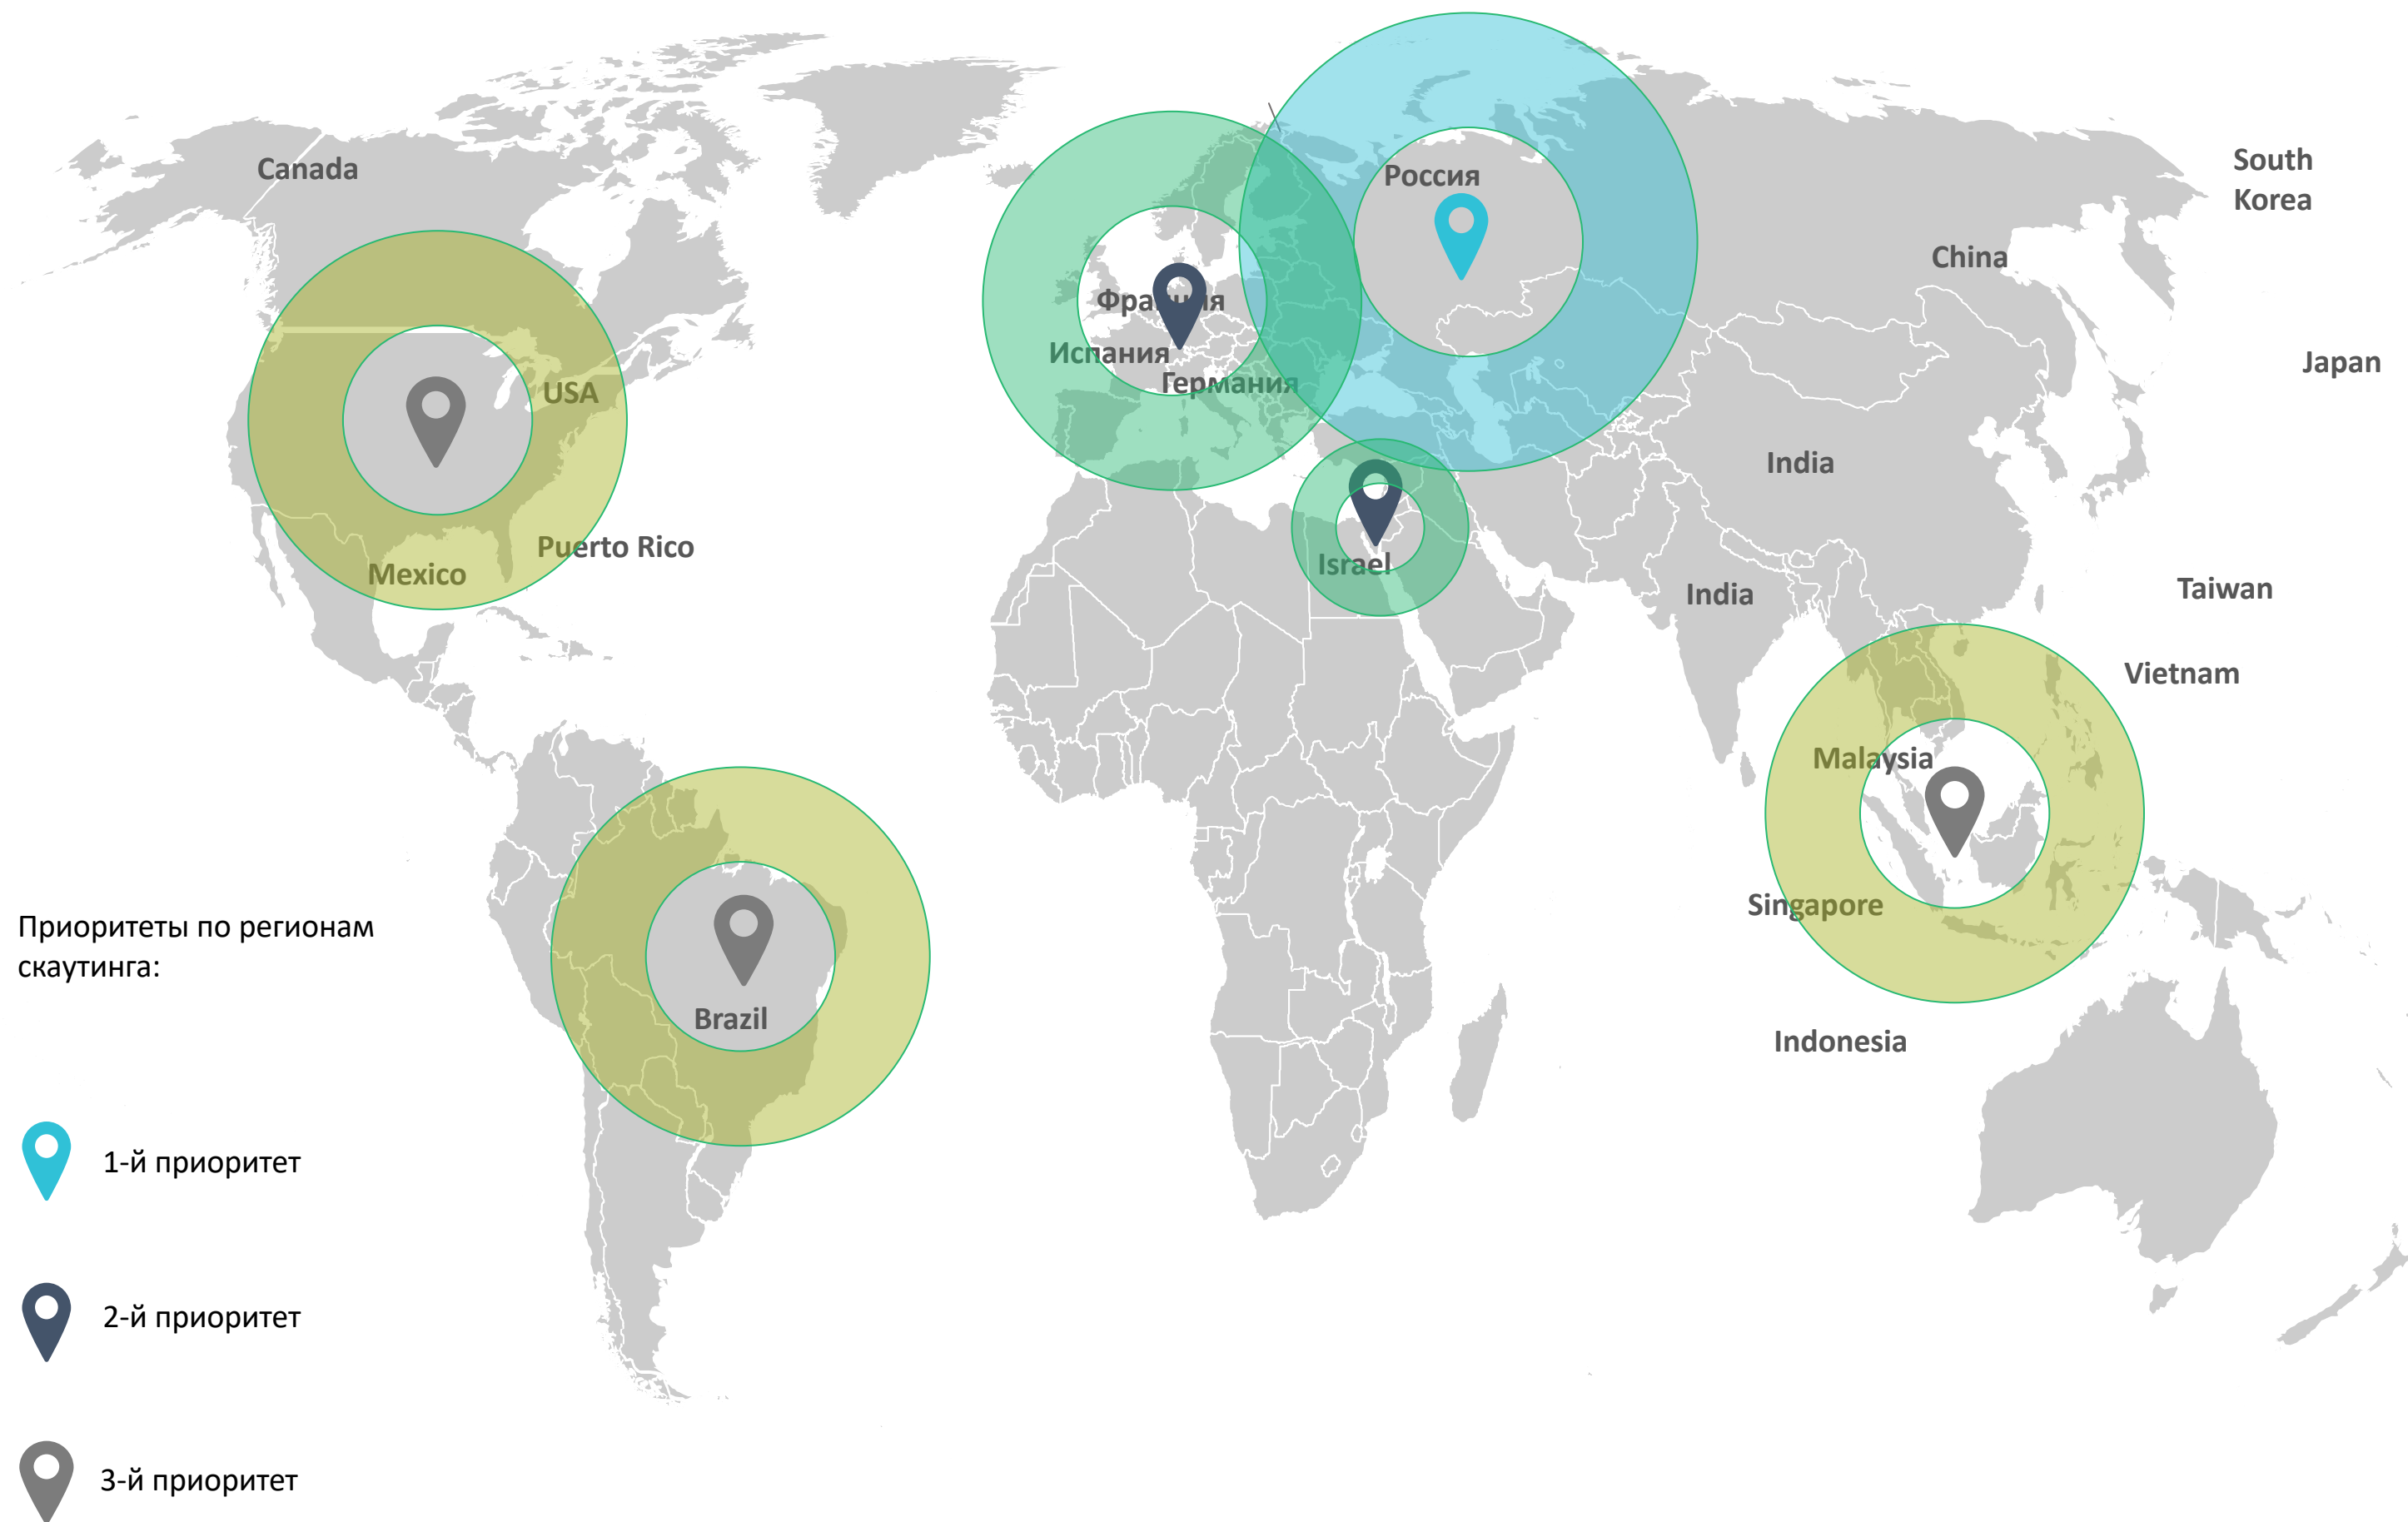 Canada
Россия
South
Korea
China
Франция
Испания
Германия
USA
Japan
India
Puerto Rico
Mexico
Israel
India
Taiwan
Vietnam
Malaysia
Singapore
Приоритеты по регионам
скаутинга:
Brazil
Indonesia
1-й приоритет
2-й приоритет
3-й приоритет